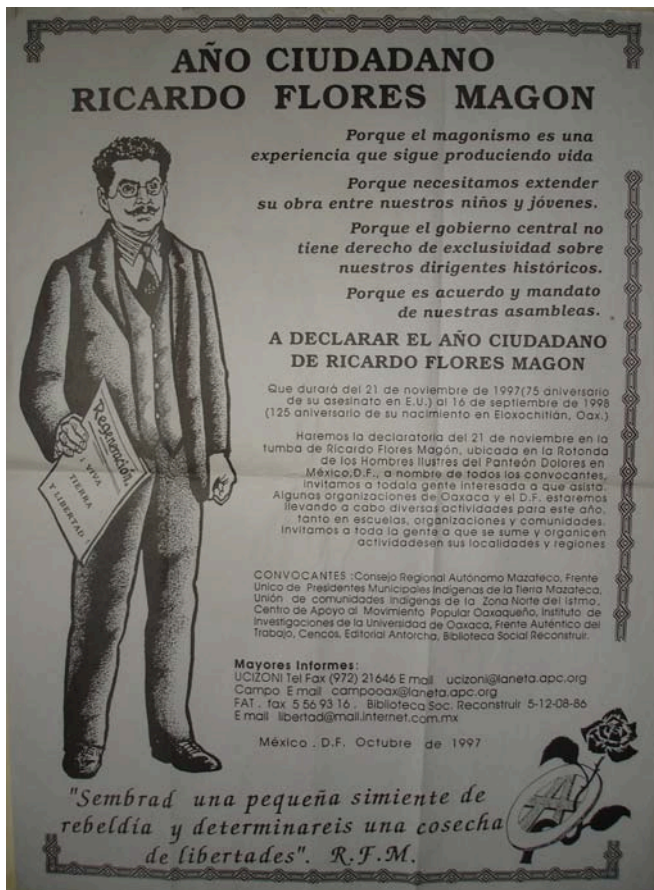 AÑO CIUDADANO
RICARDO FLORES MAGON
Porque el magonismo es una
experiencia que sigue produciendo vida
Porque necesitamos extender
su obra entre nuestros niños y jóvenes.
Porque el gobierno central no
tiene derecho de exclusividad sobre
nuestros dirigentes históricos.
Porque es acuerdo y mandato
de nuestras asambleas.
A DECLARAR EL AÑO CIUDADANO
DE RICARDO FLORES MAGON
Que durará del 21 de noviembre de 1997(75 aniversario
de su asesinato en E.U.) al 16 de septiembre de 1998
(125 aniversario de su nacimiento en Eloxochitlán, Oax.)
Haremos la declaratoria del 21 de noviembre en la
tumba de Ricardo Flores Magón, ubicada en la Rotonda
de los Hombres Ilustres del Panteón Dolores en
México,D.F., a nombre de todos los convocantes,
invitamos a todala gente interesada a que asista.
Algunas organizaciones de Oaxaca y el D.F. estaremos
llevando a cabo diversas actividades para este año,
tanto en escuelas, organizaciones y comunidades.
Invitamos a toda la gente a que se sume y organicen
actividadesen sus localidades y regiones
Regeneración
¡ VIVA
TIERRA
Y LIBERTAD !
CONVOCANTES :Consejo Regional Autónomo Mazateco, Frente
Unico de Presidentes Municipales Indígenas de la Tierra Mazateca,
Unión de comunidades Indígenas de la Zona Norte del Istmo,
Centro de Apoyo al Movimiento Popular Oaxaqueño, Instituto de
Investigaciones de la Universidad de Oaxaca, Frente Auténtico del
Trabajo, Cencos, Editorial Antorcha, Biblioteca Social Reconstruir.
Mayores Informes:
UCIZONI Tel Fax (972) 21646 E mail ucizoni@laneta.apc.org
Campo E mail campooax@laneta.apc.org
FAT . fax 5 56 93 16 . Biblioteca Soc. Reconstruir 5-12-08-86
E mail libertad@mail.internet.com.mx
México . D.F. Octubre de 1997
"Sembrad una pequeña simiente de
rebeldía y determinareis una cosecha
de libertades". R.F.M.